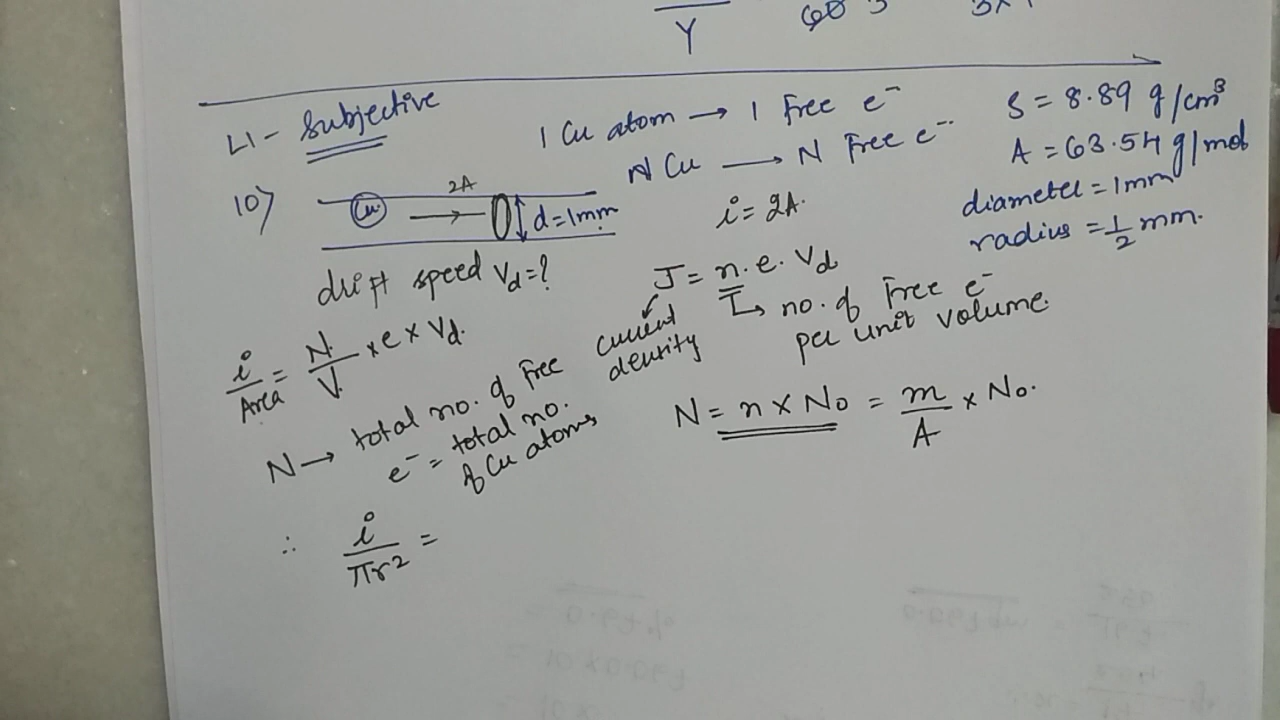 Y
L1 - Subjective
1 Cu atom → 1 Free e⁻
N Cu → N Free e⁻
S = 8.89 g/cm³
A = 63.54 g/mol
diameter = 1mm
radius = 1/2 mm.
10)
Cu
2A
d = 1mm
i = 2A.
drift speed Vd = ?
J = n. e. Vd
current density
↳ no. of Free e⁻
per unit volume.
i/Area = N/V × e × Vd.
N → total no. of Free
e⁻ = total no.
of Cu atoms
N = n × N₀ = m/A × N₀.
∴ i/πr² =